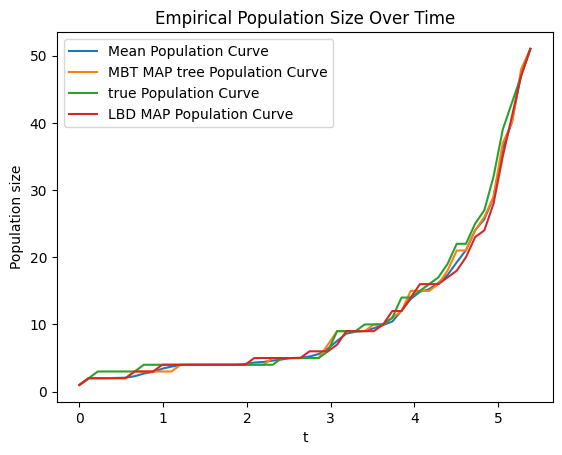 Empirical Population Size Over Time
Mean Population Curve
MBT MAP tree Population Curve
true Population Curve
LBD MAP Population Curve
Population size
50
40
30
20
10
0
0 1 2 3 4 5
t